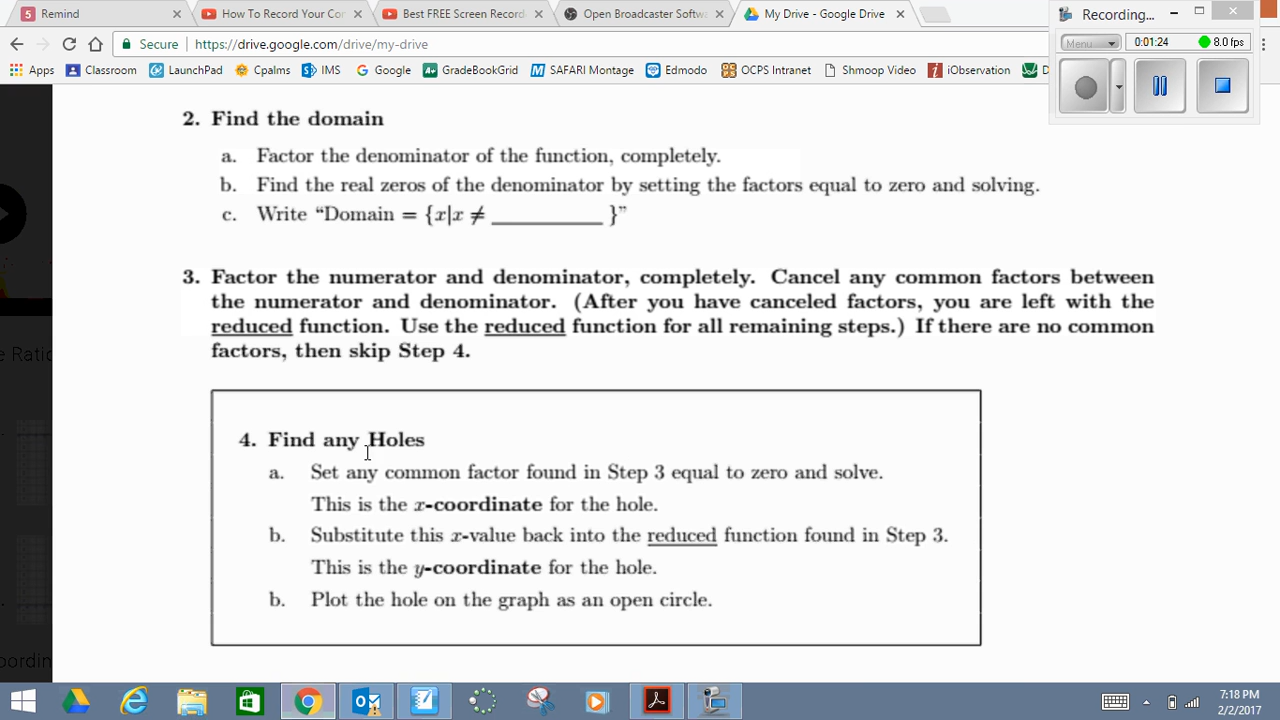 Remind
How To Record Your Cor
Best FREE Screen Record
Open Broadcaster Softw
My Drive - Google Drive
Recording...
Secure
https://drive.google.com/drive/my-drive
Menu
0:01:24
8.0 fps
Apps
Classroom
LaunchPad
Cpalms
IMS
Google
GradeBookGrid
SAFARI Montage
Edmodo
OCPS Intranet
Shmoop Video
iObservation
D
2. Find the domain
a. Factor the denominator of the function, completely.
b. Find the real zeros of the denominator by setting the factors equal to zero and solving.
c. Write “Domain = {x|x ≠ __________ }”
3. Factor the numerator and denominator, completely. Cancel any common factors between
the numerator and denominator. (After you have canceled factors, you are left with the
reduced function. Use the reduced function for all remaining steps.) If there are no common
factors, then skip Step 4.
4. Find any Holes
a. Set any common factor found in Step 3 equal to zero and solve.
This is the x-coordinate for the hole.
b. Substitute this x-value back into the reduced function found in Step 3.
This is the y-coordinate for the hole.
b. Plot the hole on the graph as an open circle.
e Ratio
oordin
7:18 PM
2/2/2017